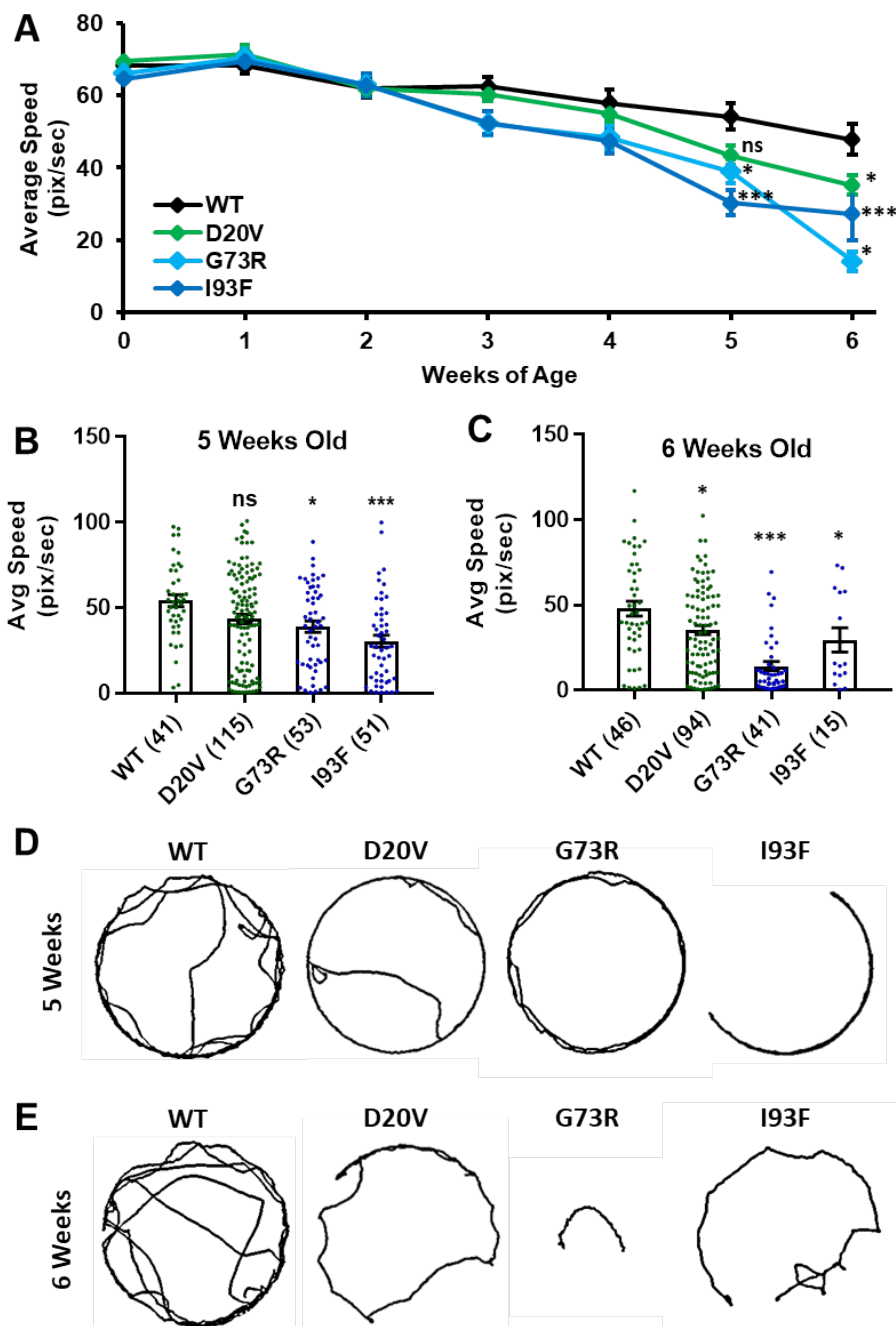 A
Average Speed
(pix/sec)
80
60
40
20
0
WT
D20V
G73R
I93F
ns
*
***
*
***
*
0 1 2 3 4 5 6
Weeks of Age
B
5 Weeks Old
Avg Speed
(pix/sec)
150
100
50
0
ns * ***
WT (41) D20V (115) G73R (53) I93F (51)
C
6 Weeks Old
Avg Speed
(pix/sec)
150
100
50
0
* *** *
WT (46) D20V (94) G73R (41) I93F (15)
D
WT D20V G73R I93F
5 Weeks
E
WT D20V G73R I93F
6 Weeks